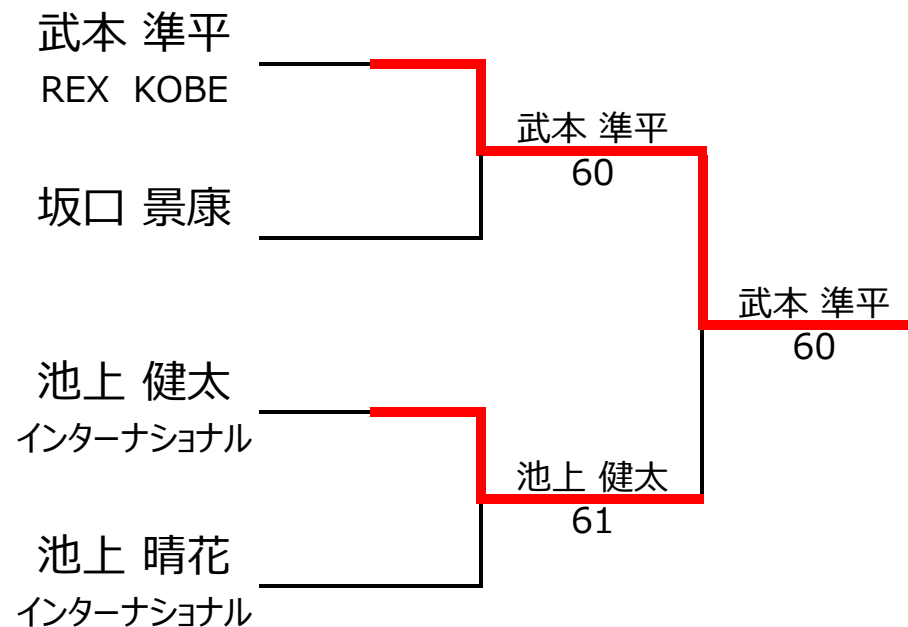 武本 準平
REX KOBE
武本 準平
60
坂口 景康
武本 準平
60
池上 健太
インターナショナル
池上 健太
61
池上 晴花
インターナショナル